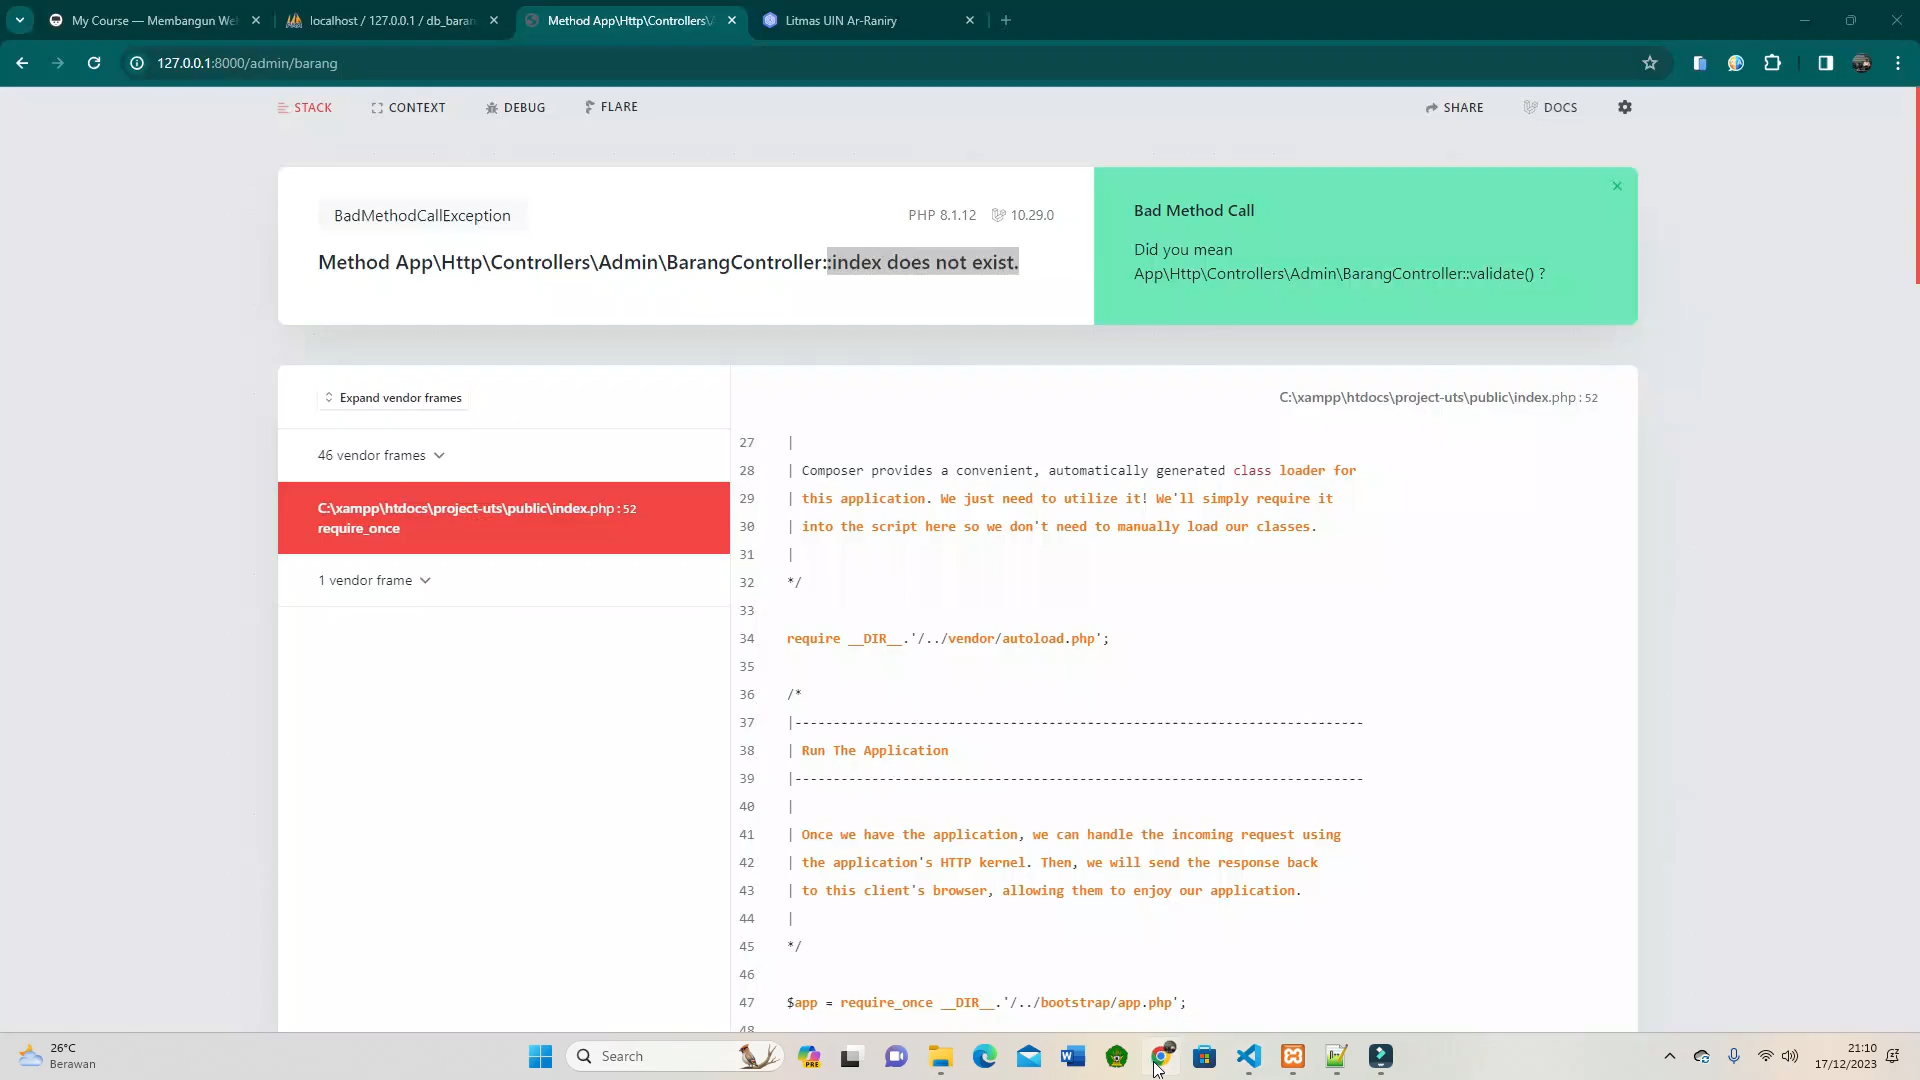 My Course — Membangun We
localhost / 127.0.0.1 / db_baran
Method App\Http\Controllers\
Litmas UIN Ar-Raniry
127.0.0.1:8000/admin/barang
STACK
CONTEXT
DEBUG
FLARE
SHARE
DOCS
BadMethodCallException
PHP 8.1.12
10.29.0
Method App\Http\Controllers\Admin\BarangController::index does not exist.
Bad Method Call
Did you mean
App\Http\Controllers\Admin\BarangController::validate() ?
Expand vendor frames
46 vendor frames
C:\xampp\htdocs\project-uts\public\index.php : 52
require_once
1 vendor frame
C:\xampp\htdocs\project-uts\public\index.php : 52
27 |
28 | Composer provides a convenient, automatically generated class loader for
29 | this application. We just need to utilize it! We'll simply require it
30 | into the script here so we don't need to manually load our classes.
31 |
32 */
33
34 require __DIR__.'/../vendor/autoload.php';
35
36 /*
37 |--------------------------------------------------------------------------
38 | Run The Application
39 |--------------------------------------------------------------------------
40 |
41 | Once we have the application, we can handle the incoming request using
42 | the application's HTTP kernel. Then, we will send the response back
43 | to this client's browser, allowing them to enjoy our application.
44 |
45 */
46
47 $app = require_once __DIR__.'/../bootstrap/app.php';
48
26°C
Berawan
Search
PRE
21:10
17/12/2023